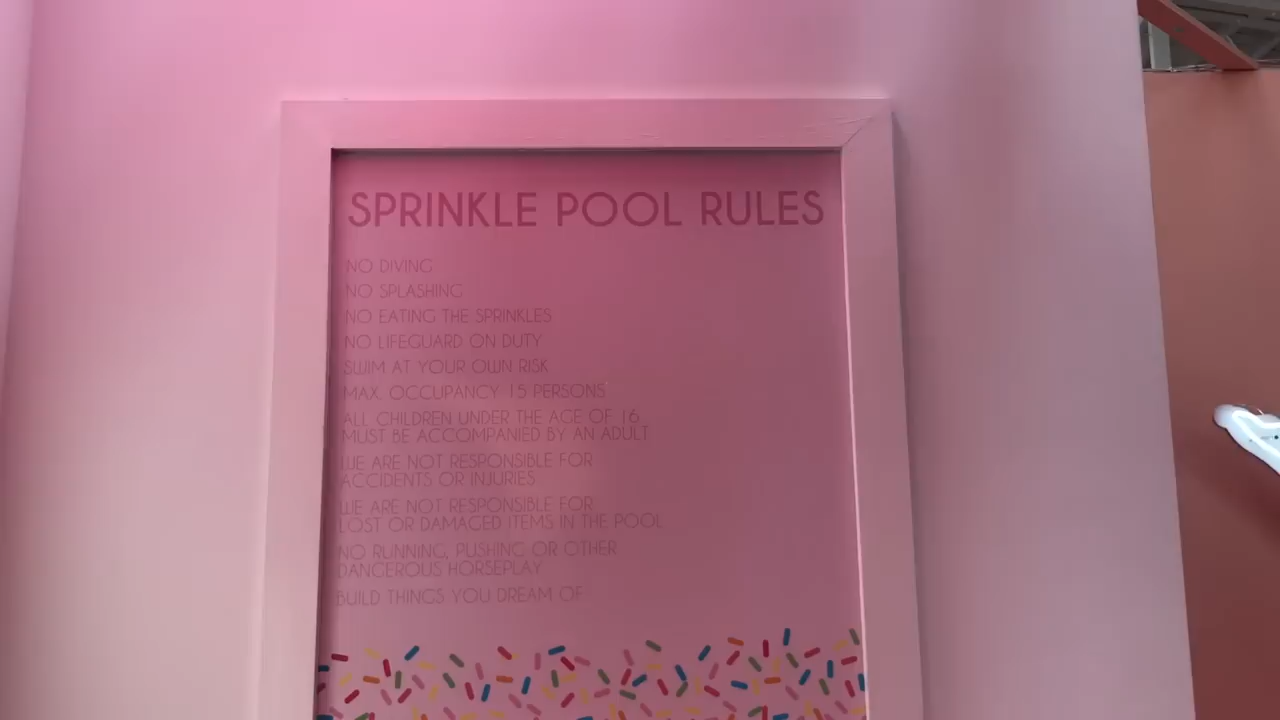 SPRINKLE POOL RULES
NO DIVING
NO SPLASHING
NO EATING THE SPRINKLES
NO LIFEGUARD ON DUTY
SWIM AT YOUR OWN RISK
MAX. OCCUPANCY 15 PERSONS
ALL CHILDREN UNDER THE AGE OF 16
MUST BE ACCOMPANIED BY AN ADULT
WE ARE NOT RESPONSIBLE FOR
ACCIDENTS OR INJURIES
WE ARE NOT RESPONSIBLE FOR
LOST OR DAMAGED ITEMS IN THE POOL
NO RUNNING, PUSHING OR OTHER
DANGEROUS HORSEPLAY
BUILD THINGS YOU DREAM OF